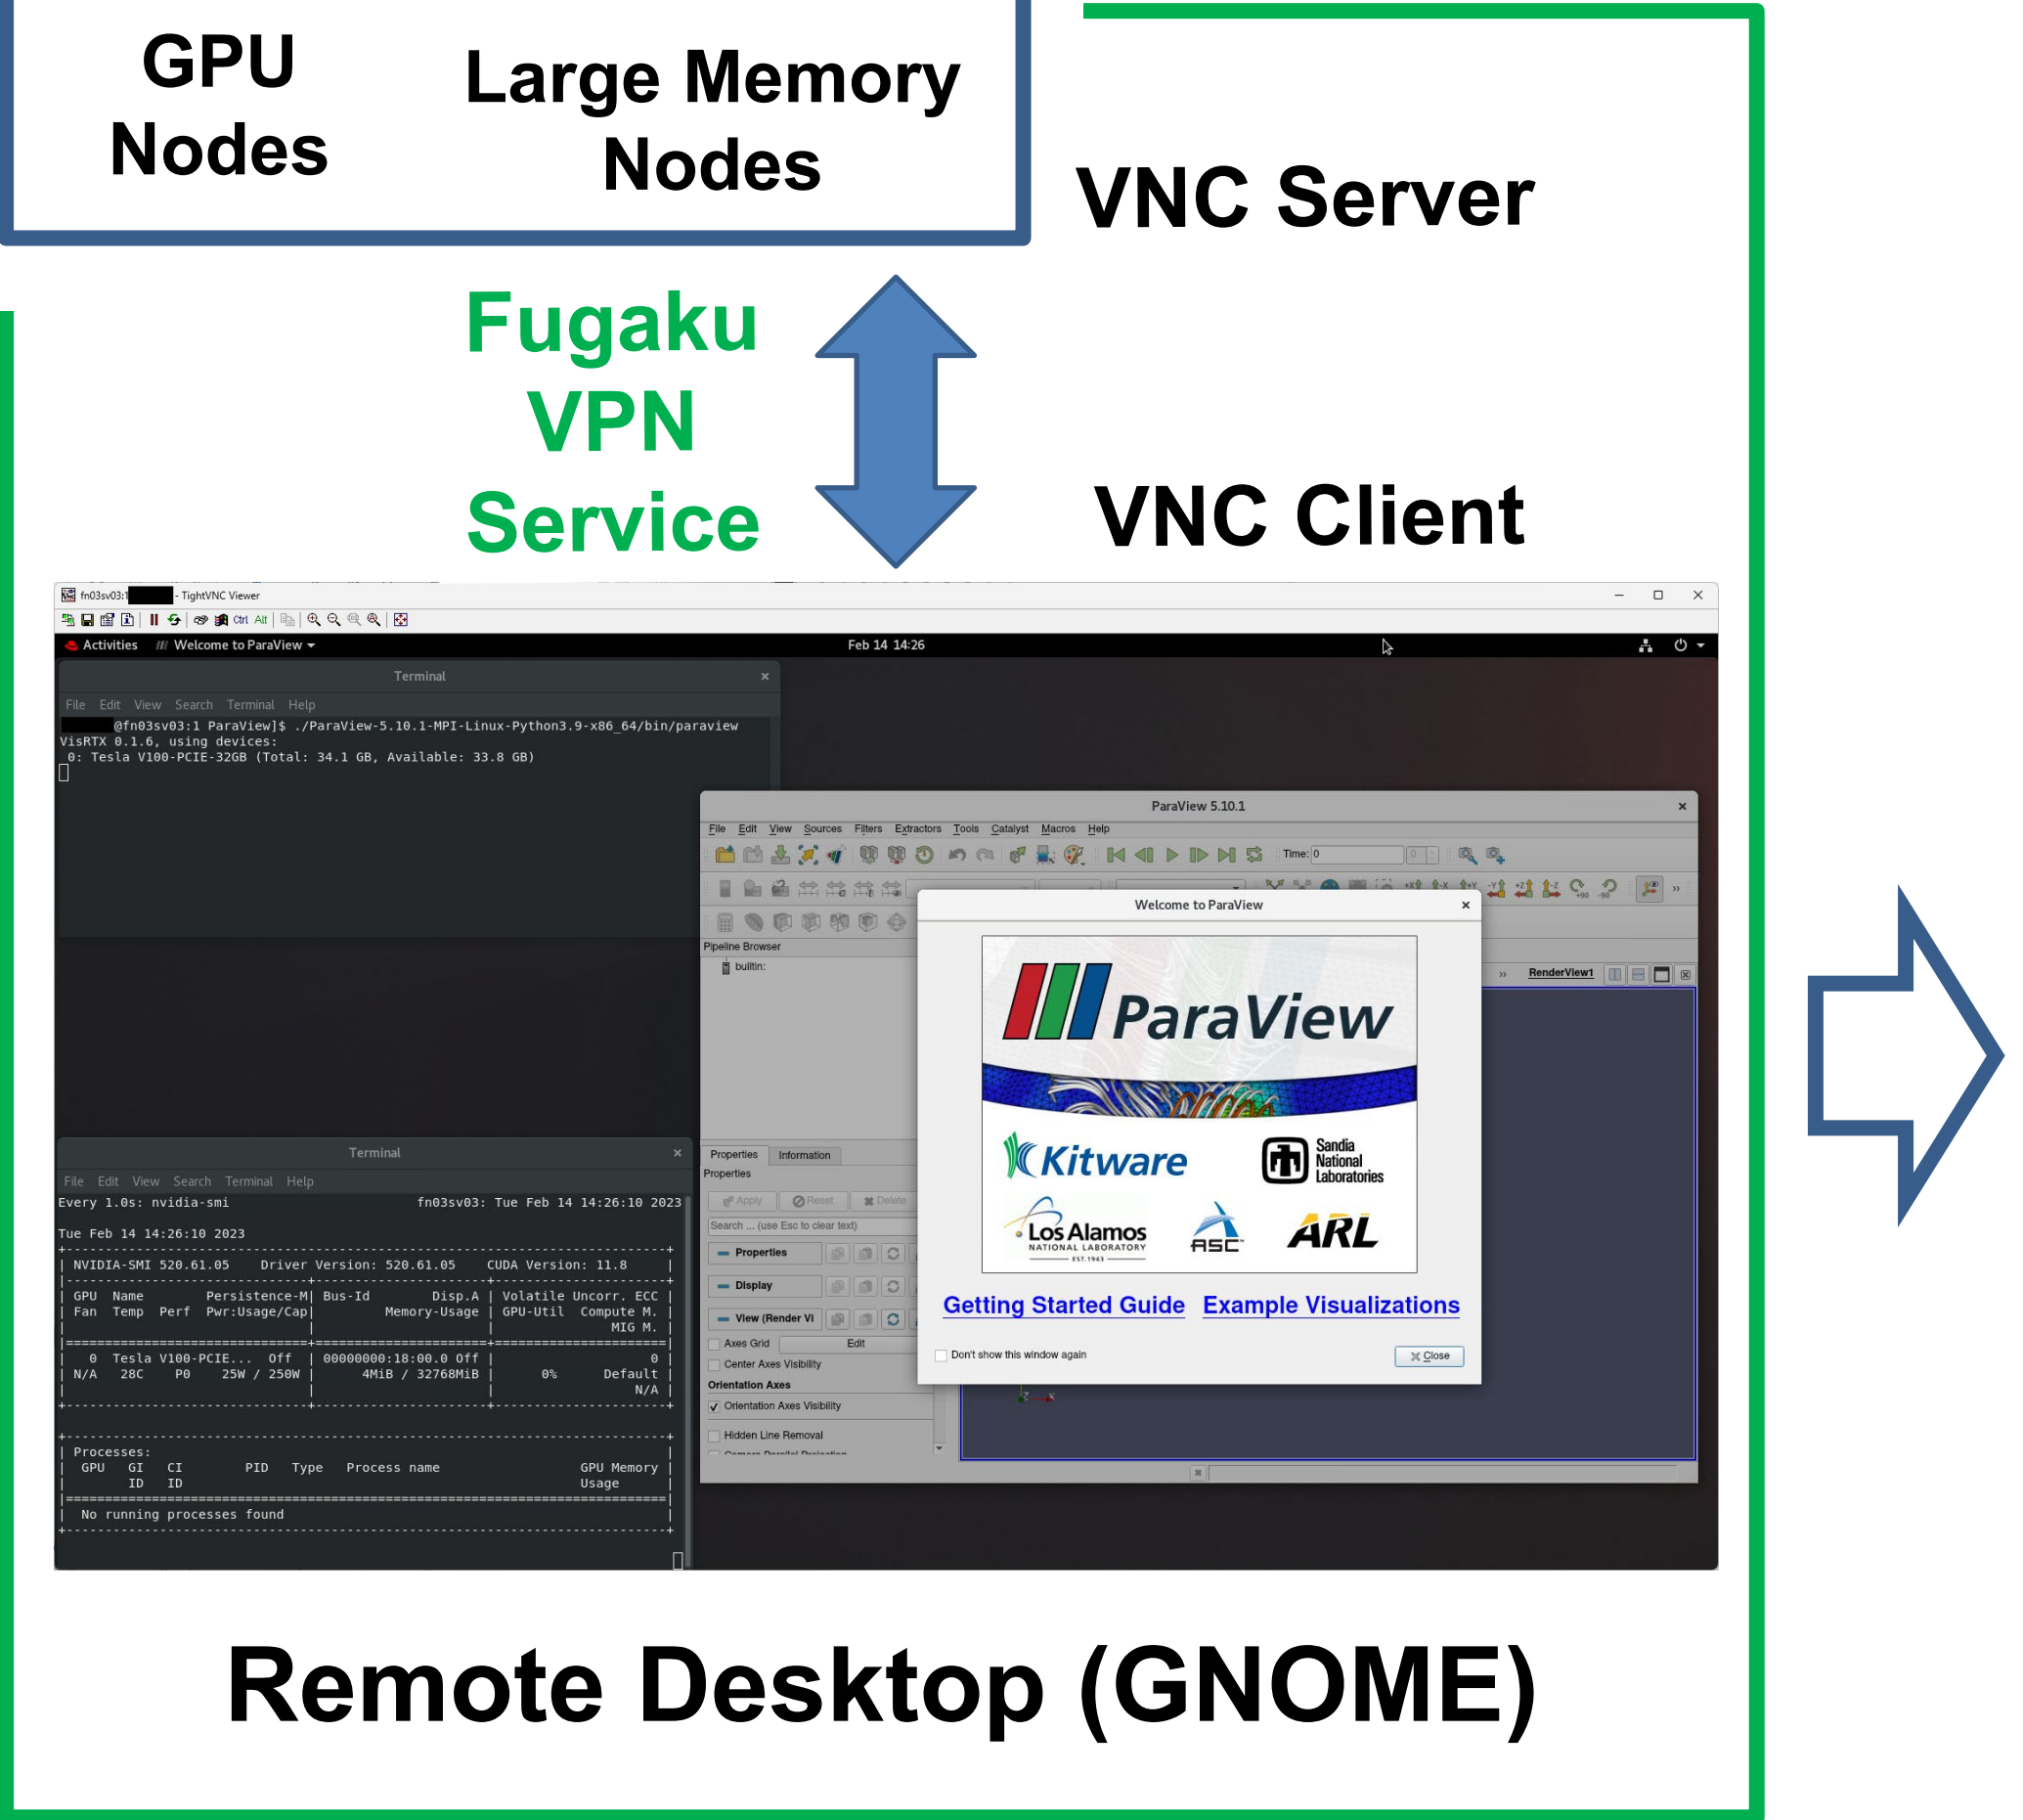 GPU
Nodes
Large Memory
Nodes
VNC Server
Fugaku
VPN
Service
VNC Client
fn03sv03:1 - TightVNC Viewer
Ctrl Alt
Activities Welcome to ParaView Feb 14 14:26
Terminal
File Edit View Search Terminal Help
@fn03sv03:1 ParaView]$ ./ParaView-5.10.1-MPI-Linux-Python3.9-x86_64/bin/paraview
VisRTX 0.1.6, using devices:
0: Tesla V100-PCIE-32GB (Total: 34.1 GB, Available: 33.8 GB)
ParaView 5.10.1
File Edit View Sources Filters Extractors Tools Catalyst Macros Help
Time: 0 0
Pipeline Browser
builtin:
RenderView1
Welcome to ParaView
ParaView
Kitware
Sandia
National
Laboratories
Los Alamos
NATIONAL LABORATORY
EST. 1943
ASC
ARL
Getting Started Guide Example Visualizations
Don't show this window again
Close
Properties Information
Properties
Apply Reset Delete
Search ... (use Esc to clear text)
Properties
Display
View (Render Vi
Axes Grid Edit
Center Axes Visibility
Orientation Axes
Orientation Axes Visibility
Hidden Line Removal
Terminal
File Edit View Search Terminal Help
Every 1.0s: nvidia-smi fn03sv03: Tue Feb 14 14:26:10 2023
Tue Feb 14 14:26:10 2023
| NVIDIA-SMI 520.61.05 Driver Version: 520.61.05 CUDA Version: 11.8 |
| GPU Name Persistence-M| Bus-Id Disp.A | Volatile Uncorr. ECC |
| Fan Temp Perf Pwr:Usage/Cap| Memory-Usage | GPU-Util Compute M. |
| | | MIG M. |
| 0 Tesla V100-PCIE... Off | 00000000:18:00.0 Off | 0 |
| N/A 28C P0 25W / 250W | 4MiB / 32768MiB | 0% Default |
| | | N/A |
| Processes: |
| GPU GI CI PID Type Process name GPU Memory |
| ID ID Usage |
| No running processes found |
Remote Desktop (GNOME)